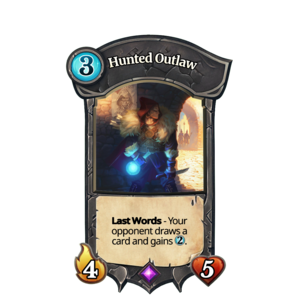 3
Hunted Outlaw
Last Words - Your
opponent draws a
card and gains 2.
4
5